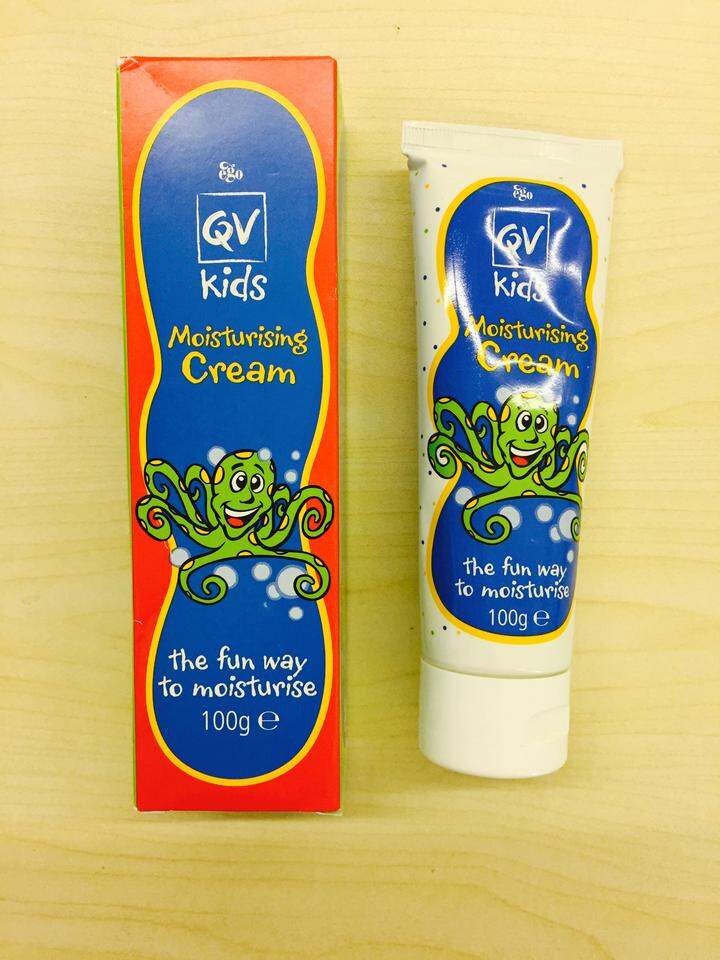 ego
QV
kids
Moisturising
Cream
the fun way
to moisturise
100g ℮
ego
QV
kids
Moisturising
Cream
the fun way
to moisturise
100g ℮